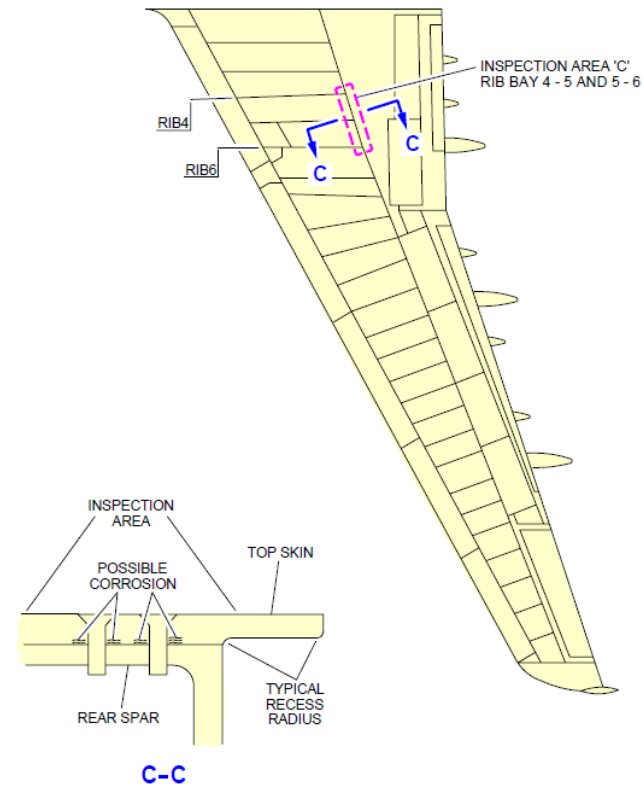 INSPECTION AREA 'C'
RIB BAY 4 - 5 AND 5 - 6
RIB4
C
C
RIB6
INSPECTION
AREA
TOP SKIN
POSSIBLE
CORROSION
REAR SPAR
TYPICAL
RECESS
RADIUS
C-C